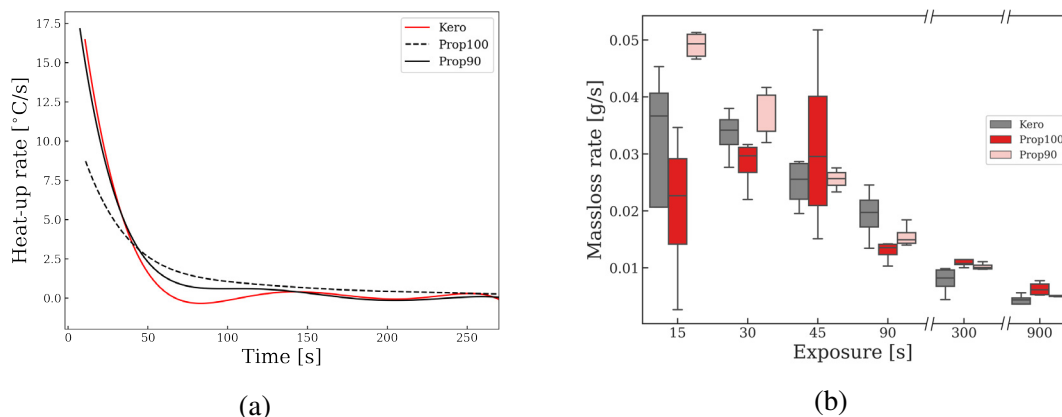 17.5
15.0
12.5
10.0
7.5
5.0
2.5
0.0
Heat-up rate [°C/s]
Kero
Prop100
Prop90
0 50 100 150 200 250
Time [s]
(a)
0.05
0.04
0.03
0.02
0.01
Massloss rate [g/s]
Kero
Prop100
Prop90
15 30 45 90 300 900
Exposure [s]
(b)